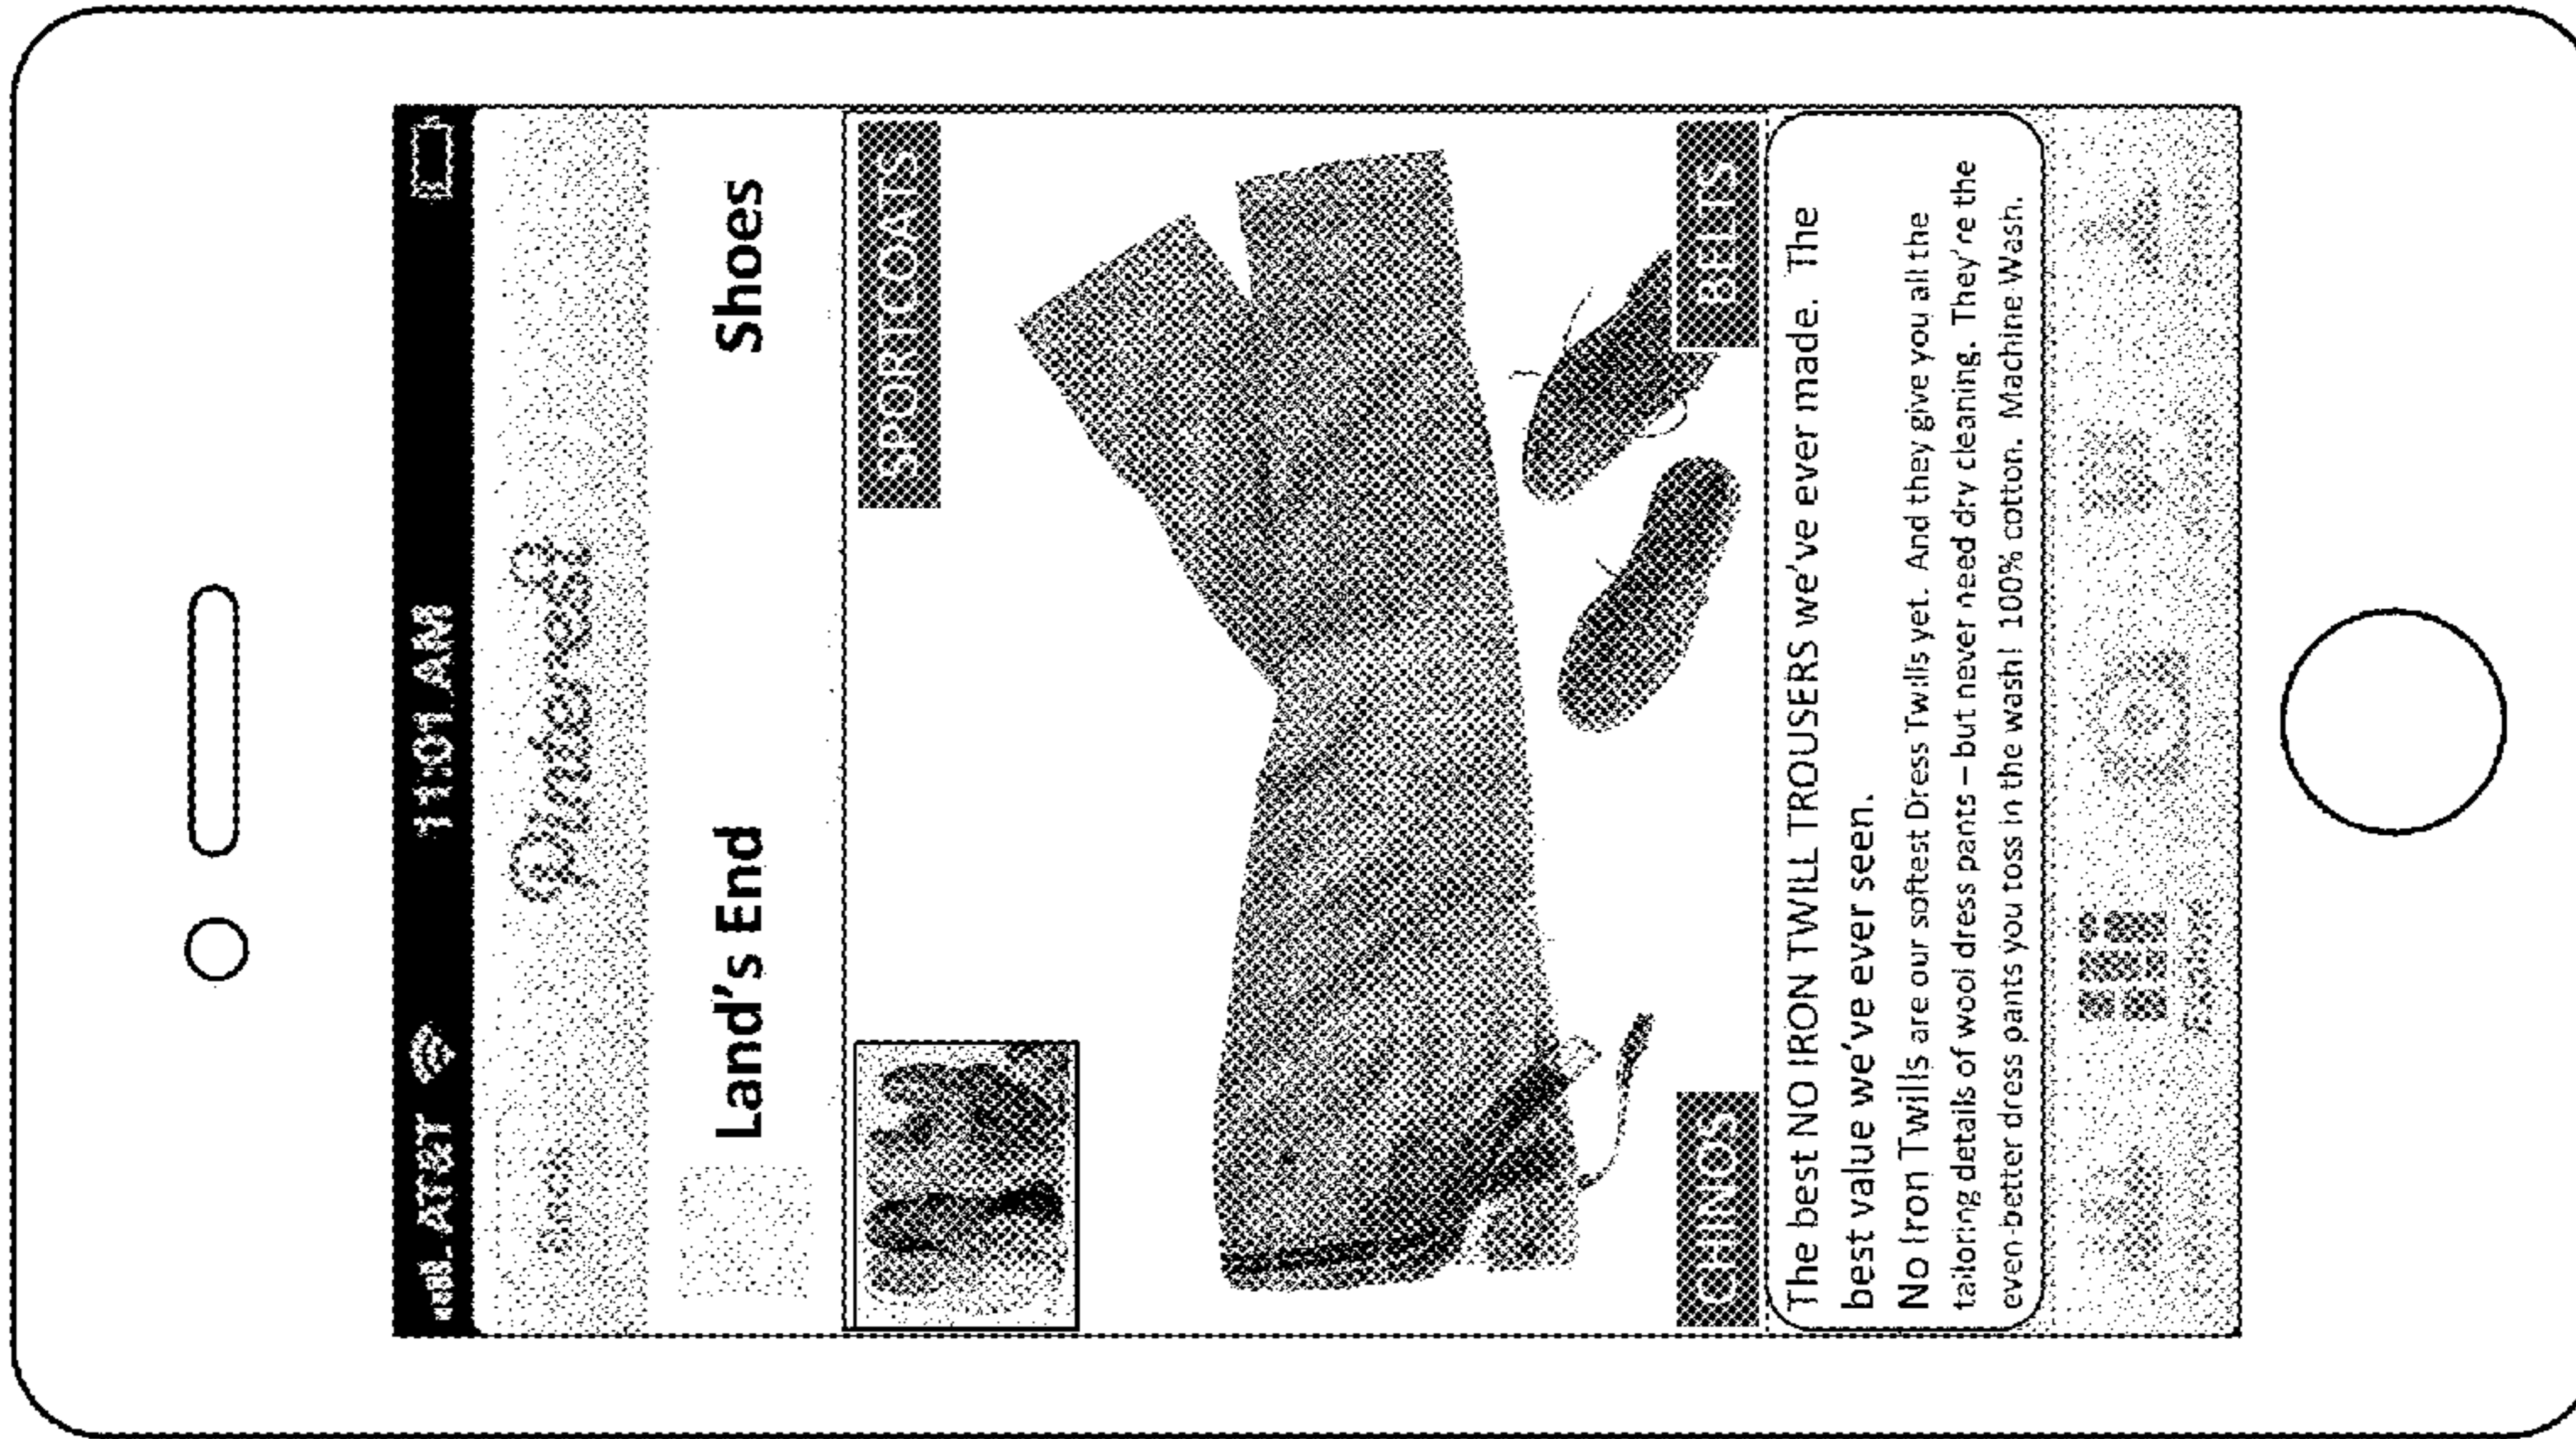 AT&T 11:01 AM
Pinterest
Land's End Shoes
SPORTCOATS
CHINOS BELTS
The best NO IRON TWILL TROUSERS we've ever made. The
best value we've ever seen.
No Iron Twills are our softest Dress Twills yet. And they give you all the
tailoring details of wool dress pants – but never need dry cleaning. They're the
even-better dress pants you toss in the wash! 100% cotton. Machine Wash.